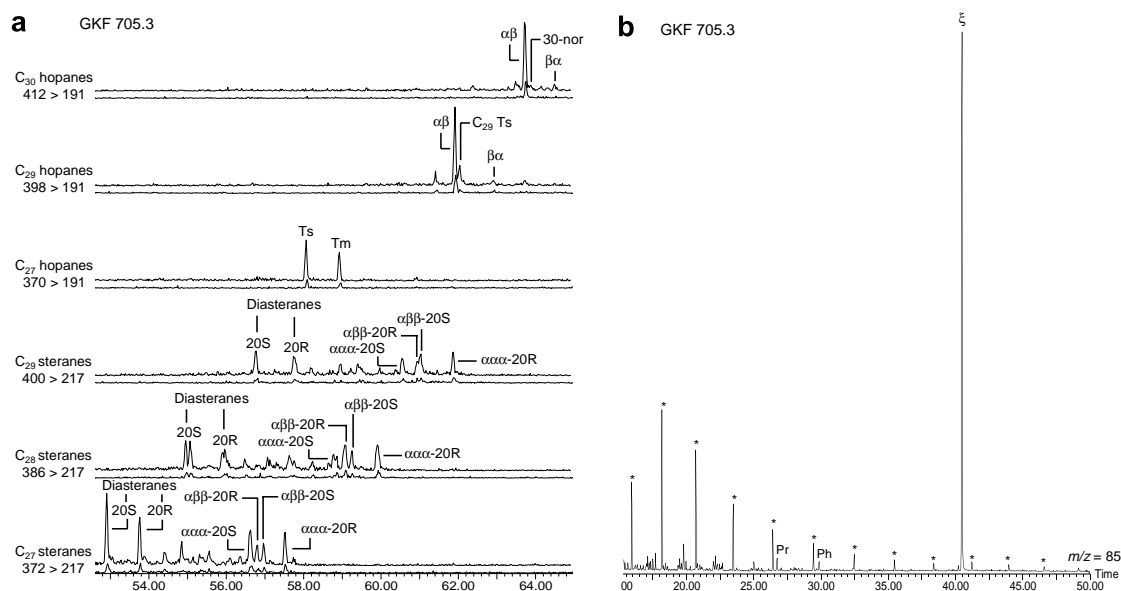 a
GKF 705.3
αβ
30-nor
βα
C30 hopanes
412 > 191
αβ
C29 Ts
βα
C29 hopanes
398 > 191
Ts
Tm
C27 hopanes
370 > 191
Diasteranes
20S
20R
αββ-20S
αββ-20R
ααα-20S
ααα-20R
C29 steranes
400 > 217
Diasteranes
20S
20R
αββ-20S
αββ-20R
ααα-20S
ααα-20R
C28 steranes
386 > 217
Diasteranes
20S
20R
αββ-20R
αββ-20S
ααα-20S
ααα-20R
C27 steranes
372 > 217
54.00 56.00 58.00 60.00 62.00 64.00
b
GKF 705.3
ξ
* * * * * * * * * * * * *
Pr
Ph
m/z = 85
Time
00 20.00 25.00 30.00 35.00 40.00 45.00 50.00